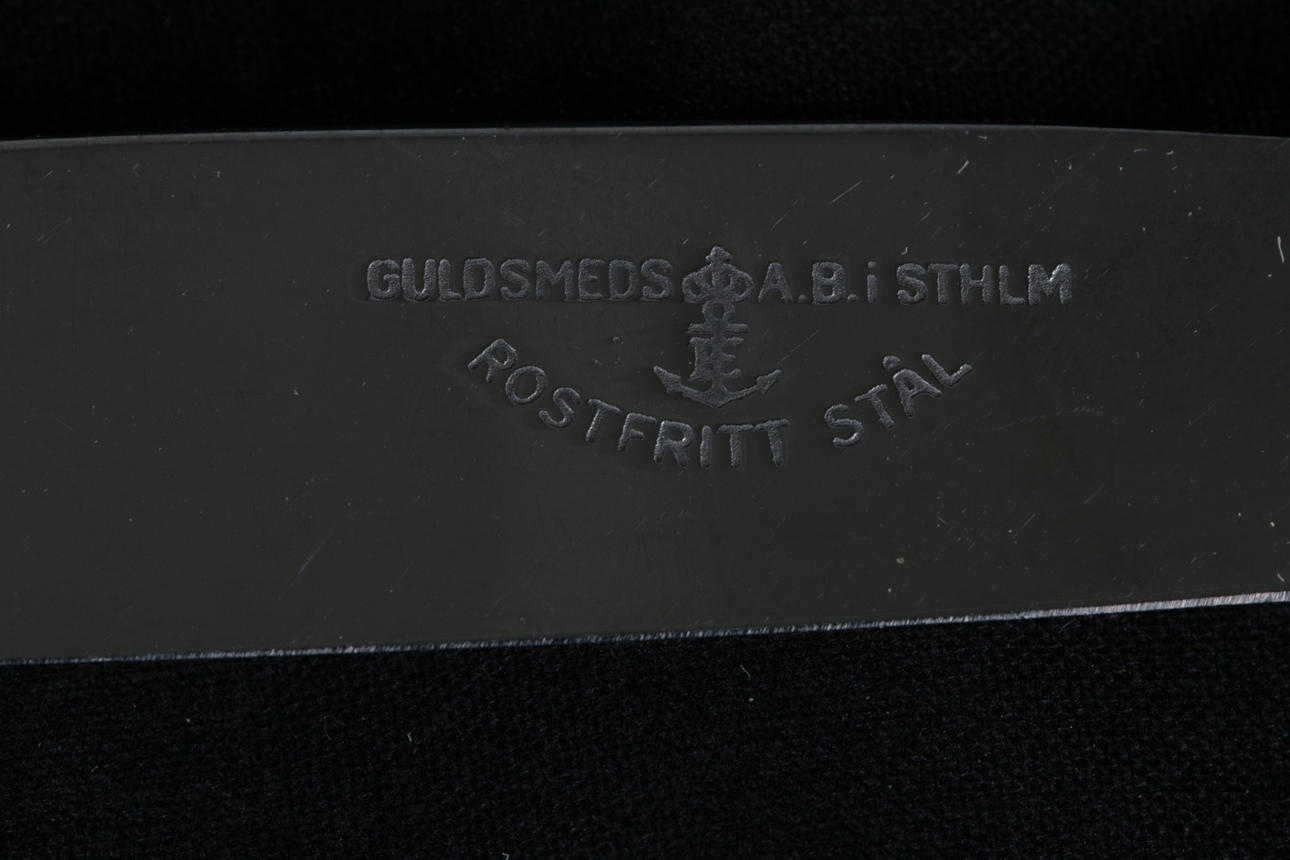 GULDSMEDS A.B. i STHLM
ROSTFRITT STÅL